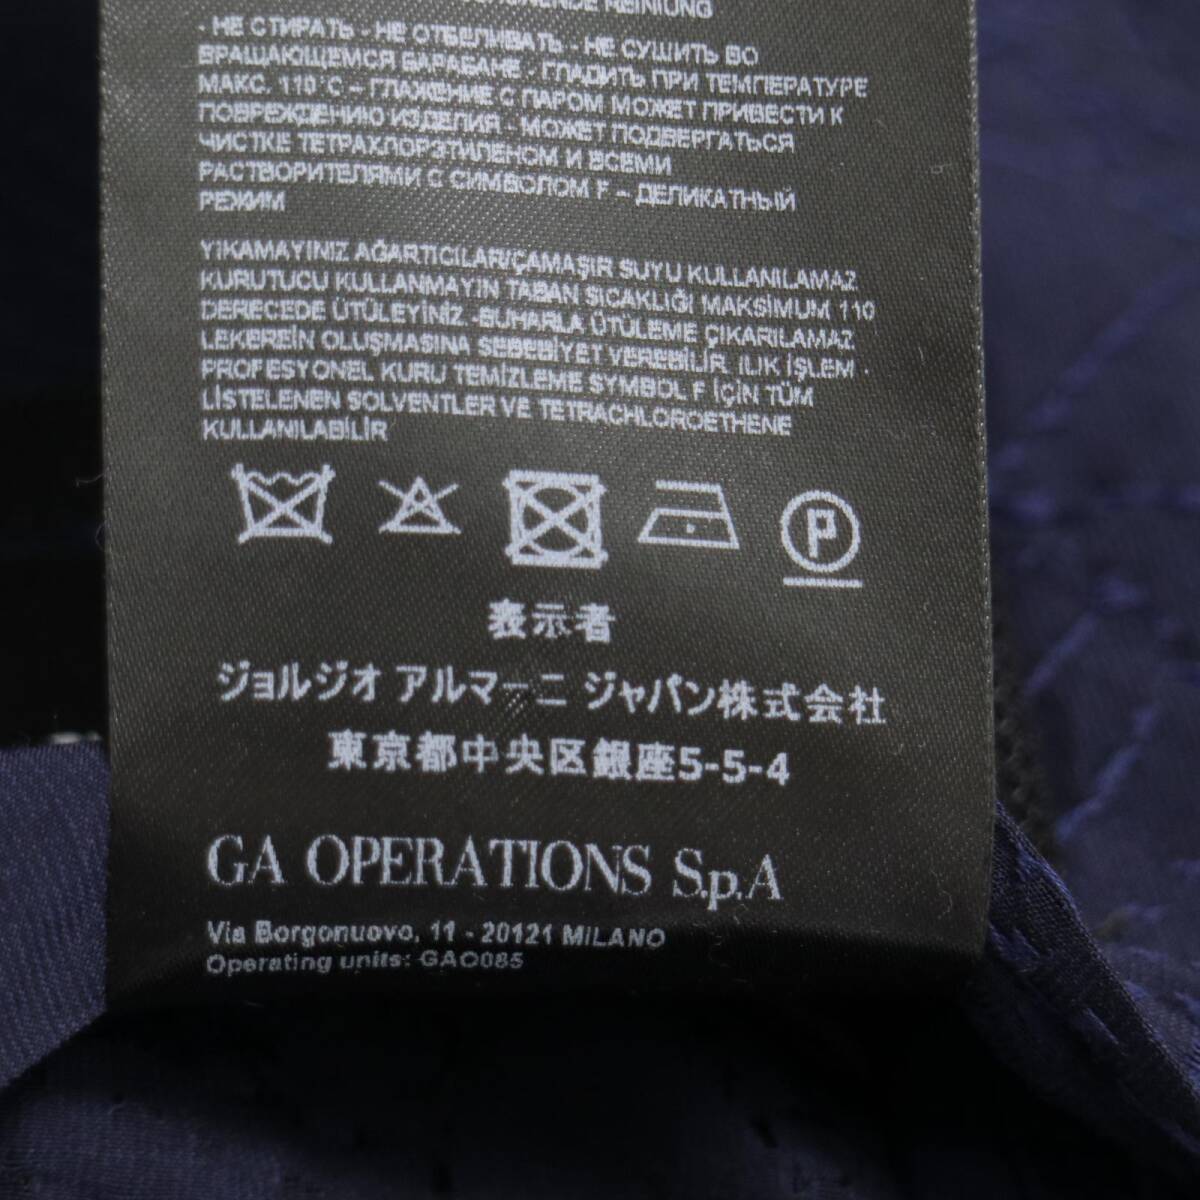 REINIGUNG
- НЕ СТИРАТЬ - НЕ ОТБЕЛИВАТЬ - НЕ СУШИТЬ ВО
ВРАЩАЮЩЕМСЯ БАРАБАНЕ - ГЛАДИТЬ ПРИ ТЕМПЕРАТУРЕ
МАКС. 110°C – ГЛАЖЕНИЕ С ПАРОМ МОЖЕТ ПРИВЕСТИ К
ПОВРЕЖДЕНИЮ ИЗДЕЛИЯ - МОЖЕТ ПОДВЕРГАТЬСЯ
ЧИСТКЕ ТЕТРАХЛОРЭТИЛЕНОМ И ВСЕМИ
РАСТВОРИТЕЛЯМИ С СИМВОЛОМ F – ДЕЛИКАТНЫЙ
РЕЖИМ
YIKAMAYINIZ AĞARTICILAR/ÇAMAŞIR SUYU KULLANILAMAZ
KURUTUCU KULLANMAYIN TABAN SICAKLIĞI MAKSİMUM 110
DERECEDE ÜTÜLEYİNİZ -BUHARLA ÜTÜLEME ÇIKARILAMAZ
LEKEREİN OLUŞMASINA SEBEBİYET VEREBİLİR. ILIK İŞLEM -
PROFESYONEL KURU TEMİZLEME SYMBOL F İÇİN TÜM
LİSTELENEN SOLVENTLER VE TETRACHLOROETHENE
KULLANILABİLİR
P
表示者
ジョルジオ アルマーニ ジャパン株式会社
東京都中央区銀座5-5-4
GA OPERATIONS S.p.A
Via Borgonuovo, 11 - 20121 MILANO
Operating units: GAO085